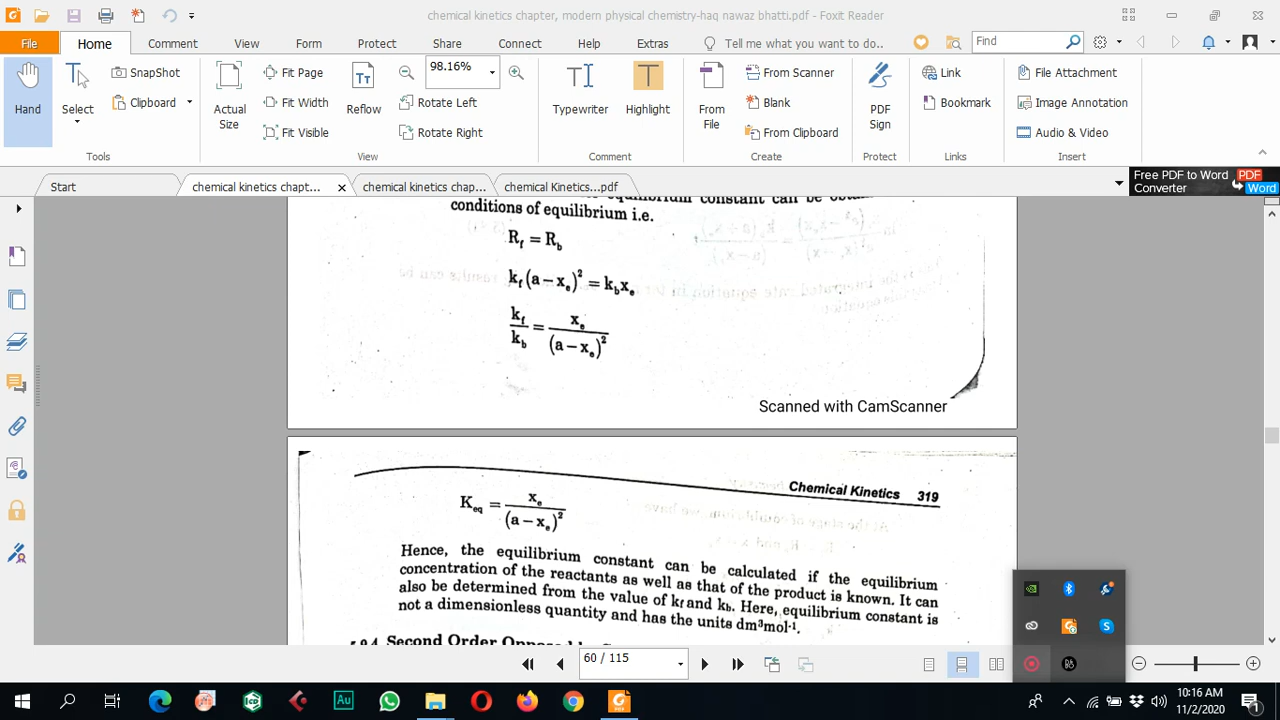 chemical kinetics chapter, modern physical chemistry-haq nawaz bhatti.pdf - Foxit Reader
File Home Comment View Form Protect Share Connect Help Extras Tell me what you want to do.. Find
Hand
Select
SnapShot
Clipboard
Tools
Actual Size
Fit Page
Fit Width
Fit Visible
Reflow
98.16%
Rotate Left
Rotate Right
View
Typewriter
Highlight
Comment
From File
From Scanner
Blank
From Clipboard
Create
PDF Sign
Protect
Link
Bookmark
Links
File Attachment
Image Annotation
Audio & Video
Insert
Start
chemical kinetics chapt...
chemical kinetics chap...
chemical Kinetics...pdf
Free PDF to Word Converter
PDF
Word
equilibrium constant can be
conditions of equilibrium i.e.
R_f = R_b
k_f(a−x_e)² = k_b x_e
k_f/k_b = x_e/(a−x_e)²
Scanned with CamScanner
Chemical Kinetics 319
K_eq = x_e/(a−x_e)²
Hence, the equilibrium constant can be calculated if the equilibrium
concentration of the reactants as well as that of the product is known. It can
also be determined from the value of k_f and k_b. Here, equilibrium constant is
not a dimensionless quantity and has the units dm³mol⁻¹.
Second Order
60 / 115
10:16 AM
11/2/2020